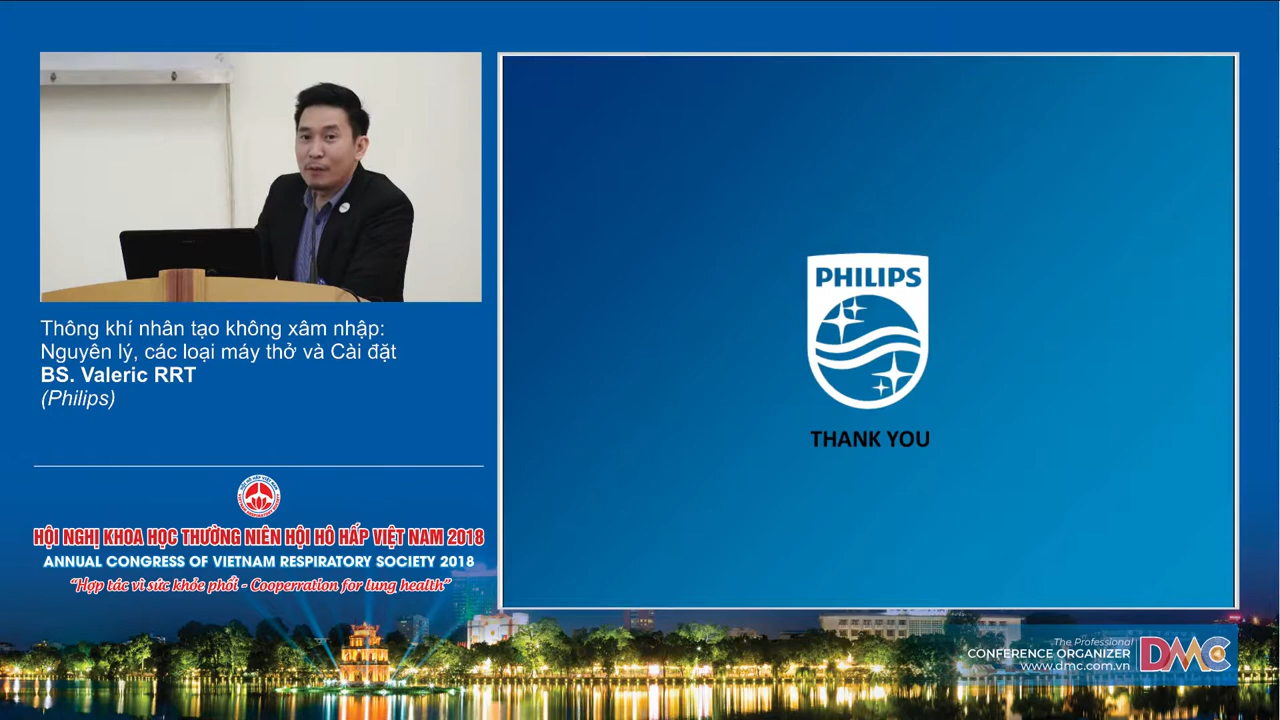 Thông khí nhân tạo không xâm nhập:
Nguyên lý, các loại máy thở và Cài đặt
BS. Valeric RRT
(Philips)
HỘI NGHỊ KHOA HỌC THƯỜNG NIÊN HỘI HÔ HẤP VIỆT NAM 2018
ANNUAL CONGRESS OF VIETNAM RESPIRATORY SOCIETY 2018
"Hợp tác vì sức khỏe phổi - Cooperration for lung health"
PHILIPS
THANK YOU
The Professional
CONFERENCE ORGANIZER
www.dmc.com.vn
DMC